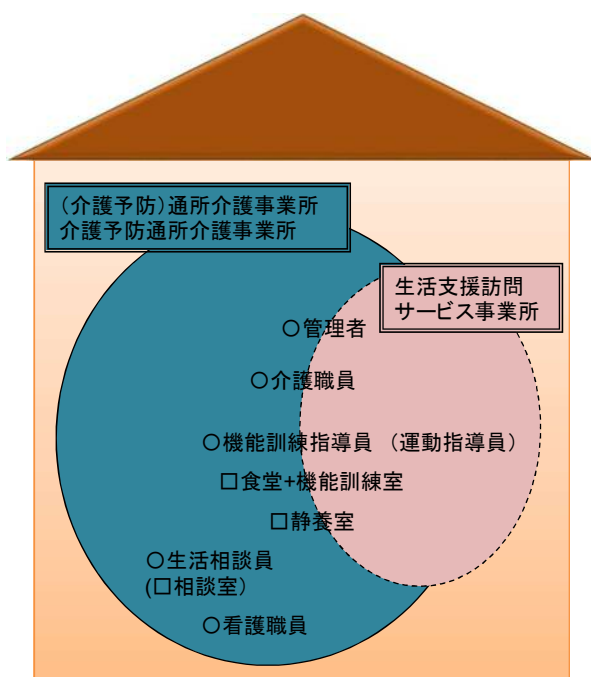 (介護予防)通所介護事業所
介護予防通所介護事業所
生活支援訪問
サービス事業所
○管理者
○介護職員
○機能訓練指導員 (運動指導員)
□食堂+機能訓練室
□静養室
○生活相談員
(□相談室)
○看護職員